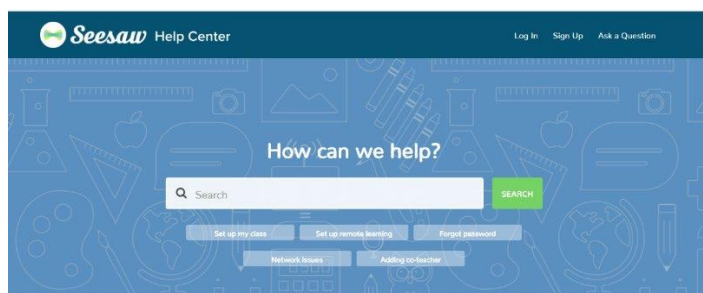 Seesaw Help Center
Log In Sign Up Ask a Question
How can we help?
Search SEARCH
Set up my class Set up remote learning Forgot password
Network issues Adding co-teacher